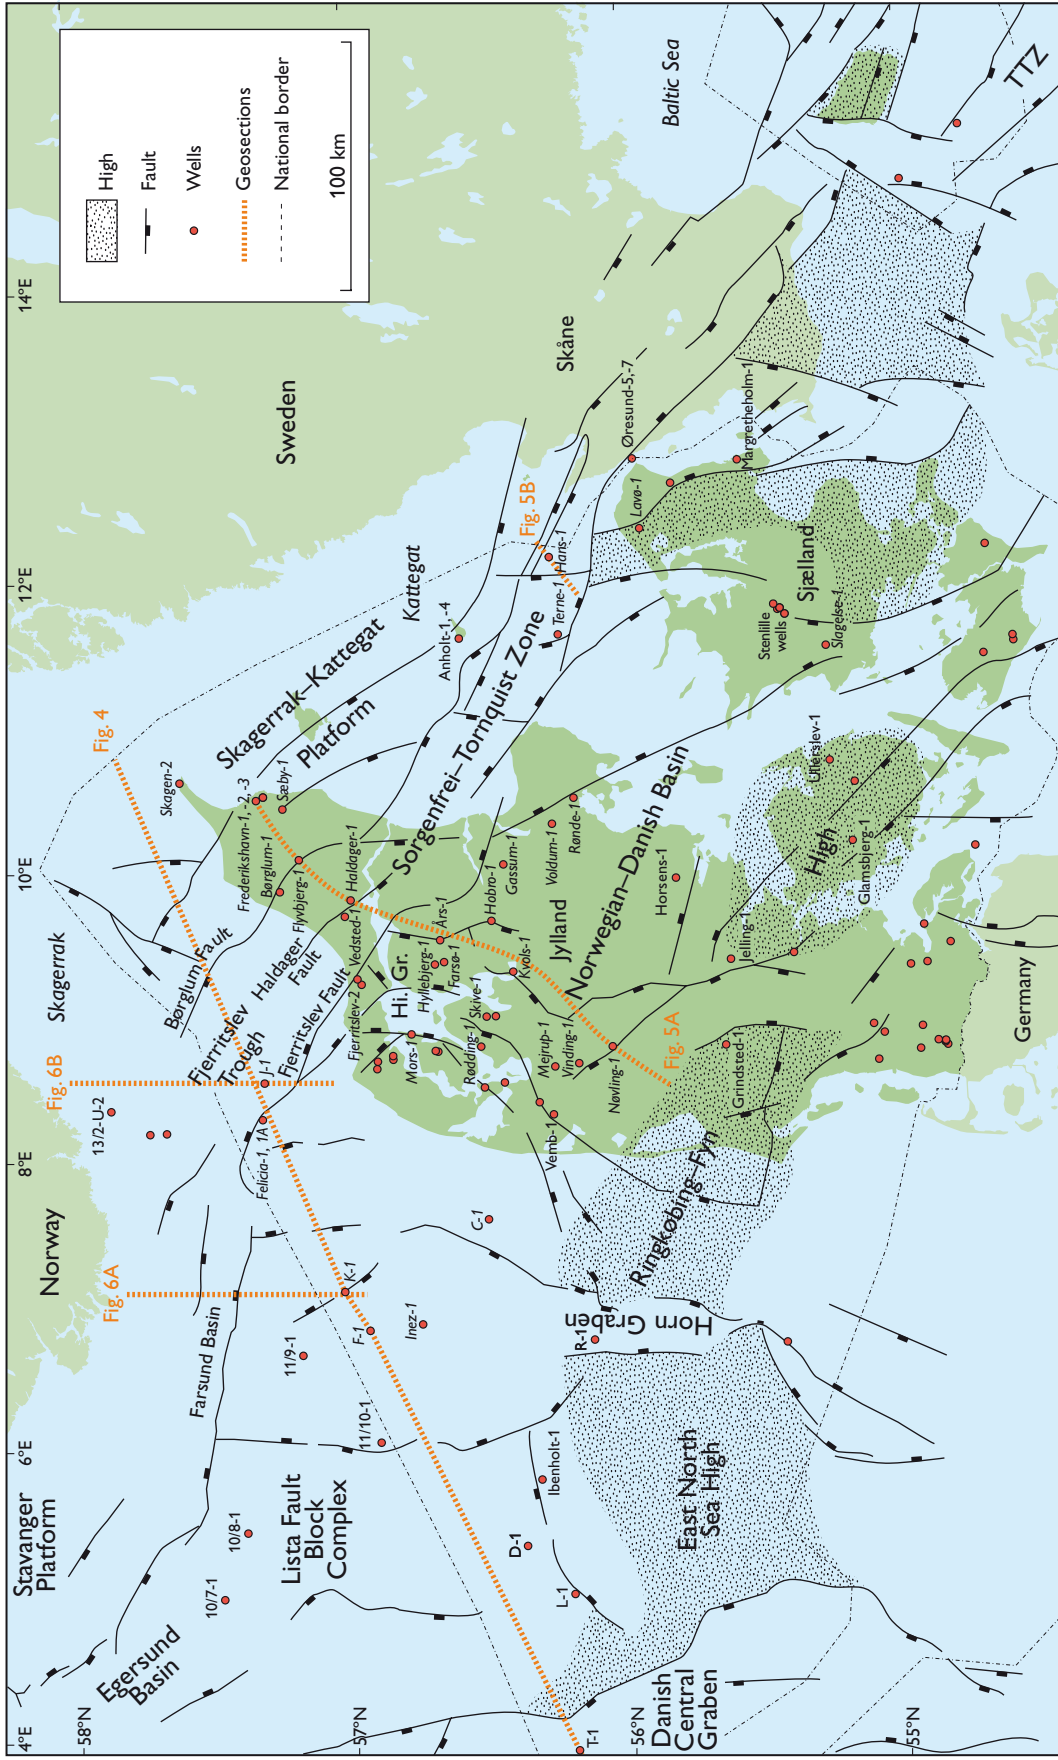 High
Fault
Wells
Geosections
National border
100 km
4°E
6°E
8°E
10°E
12°E
14°E
58°N
57°N
56°N
55°N
Stavanger
Platform
Norway
Skagerrak
Sweden
Skåne
Baltic Sea
TTZ
Kattegat
Egersund
Basin
Lista Fault
Block
Complex
Farsund Basin
Fjerritslev
Trough
Børglum Fault
Haldager
Fault
Fjerritslev Fault
Skagerrak–Kattegat
Platform
Sorgenfrei–Tornquist Zone
Hi. Gr.
Jylland
Norwegian–Danish Basin
Sjælland
Ringkøbing–Fyn
High
Horn Graben
East North
Sea High
Danish
Central
Graben
Germany
Fig. 4
Fig. 5A
Fig. 5B
Fig. 6A
Fig. 6B
10/7-1
10/8-1
11/10-1
11/9-1
13/2-U-2
T-1
L-1
D-1
Ibenholt-1
R-1
F-1
K-1
Inez-1
C-1
Felicia-1, 1A
J-1
Skagen-2
Frederikshavn-1, -2, -3
Sæby-1
Børglum-1
Flyvbjerg-1
Haldager-1
Vedsted-1
Fjerritslev-2
Års-1
Hyllebjerg-1
Farsø-1
Mors-1
Skive-1
Rødding-1
Kvols-1
Hobro-1
Gassum-1
Voldum-1
Rønde-1
Horsens-1
Mejrup-1
Vinding-1
Nøvling-1
Vemb-1
Grindsted-1
Jelling-1
Glamsbjerg-1
Ullerslev-1
Anholt-1, -4
Terne-1
Hans-1
Øresund-5,-7
Lavø-1
Margretheholm-1
Stenlille
wells
Slagelse-1